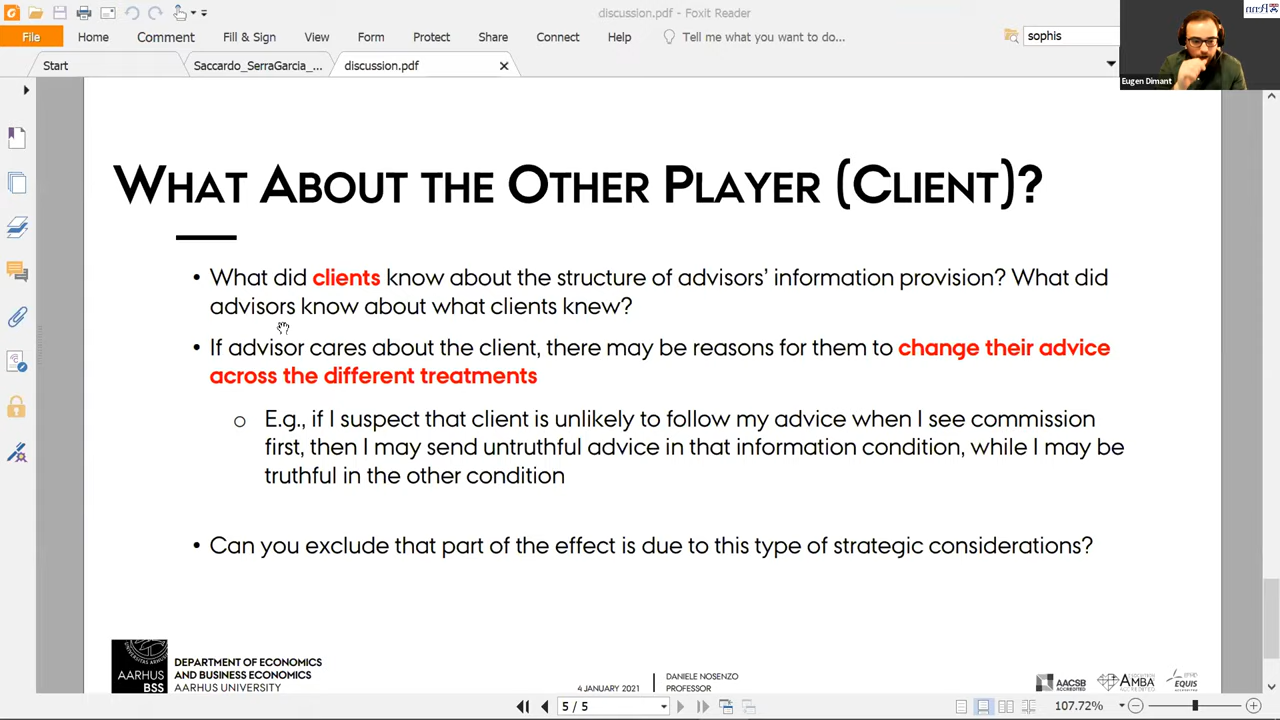 discussion.pdf - Foxit Reader
File Home Comment Fill & Sign View Form Protect Share Connect Help Tell me what you want to do... sophis
Start Saccardo_SerraGarcia_... discussion.pdf
Eugen Dimant
WHAT ABOUT THE OTHER PLAYER (CLIENT)?
• What did clients know about the structure of advisors' information provision? What did
advisors know about what clients knew?
• If advisor cares about the client, there may be reasons for them to change their advice
across the different treatments
o E.g., if I suspect that client is unlikely to follow my advice when I see commission
first, then I may send untruthful advice in that information condition, while I may be
truthful in the other condition
• Can you exclude that part of the effect is due to this type of strategic considerations?
AARHUS
BSS
DEPARTMENT OF ECONOMICS
AND BUSINESS ECONOMICS
AARHUS UNIVERSITY
4 JANUARY 2021
DANIELE NOSENZO
PROFESSOR
AACSB
ACCREDITED
AMBA
ACCREDITED
EQUIS
5 / 5
107.72%